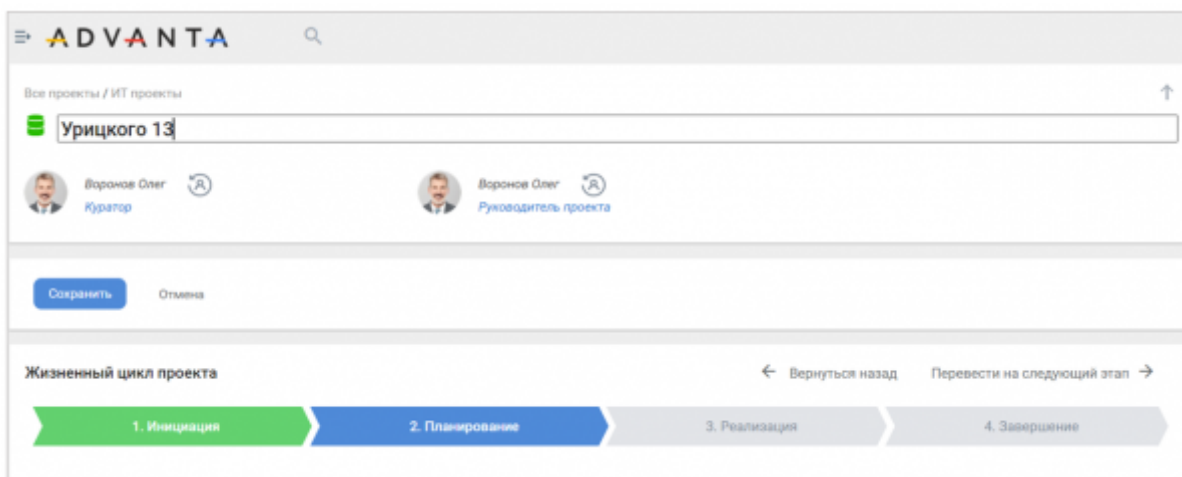 ADVANTA
Все проекты / ИТ проекты
Урицкого 13
Воронов Олег
Куратор
Воронов Олег
Руководитель проекта
Сохранить Отмена
Жизненный цикл проекта Вернуться назад Перевести на следующий этап
1. Инициация 2. Планирование 3. Реализация 4. Завершение